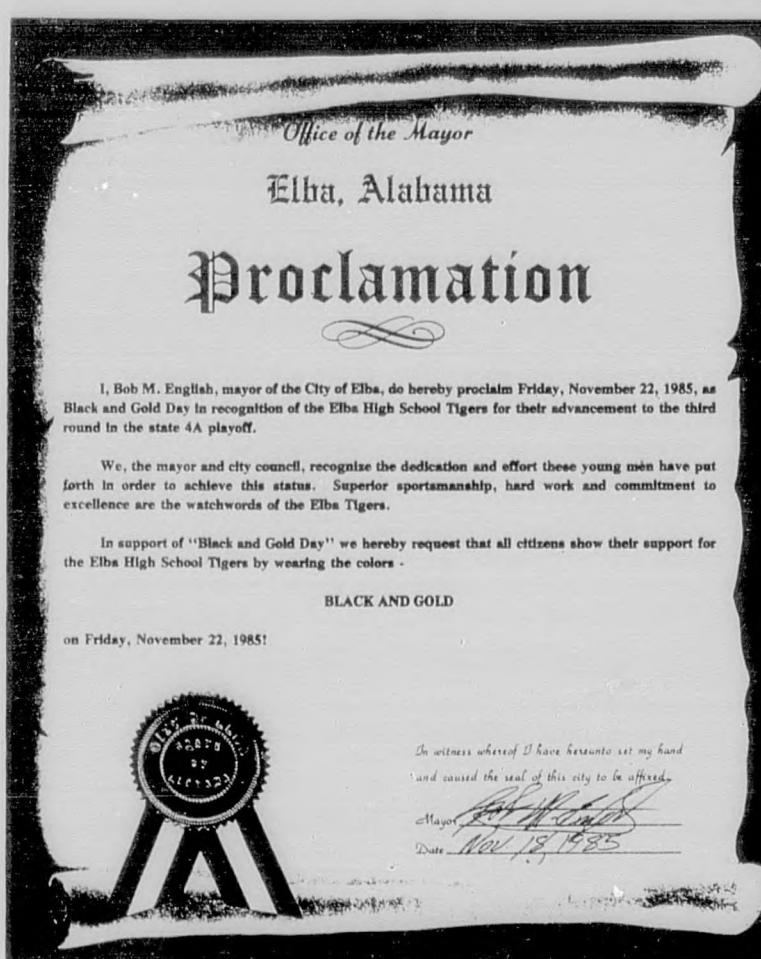 Office of the Mayor
Elba, Alabama
Proclamation
I, Bob M. English, mayor of the City of Elba, do hereby proclaim Friday, November 22, 1985, as
Black and Gold Day in recognition of the Elba High School Tigers for their advancement to the third
round in the state 4A playoff.
We, the mayor and city council, recognize the dedication and effort these young men have put
forth in order to achieve this status. Superior sportsmanship, hard work and commitment to
excellence are the watchwords of the Elba Tigers.
In support of "Black and Gold Day" we hereby request that all citizens show their support for
the Elba High School Tigers by wearing the colors -
BLACK AND GOLD
on Friday, November 22, 1985!
In witness whereof I have hereunto set my hand
and caused the seal of this city to be affixed.
Mayor
Date Nov. 18, 1985